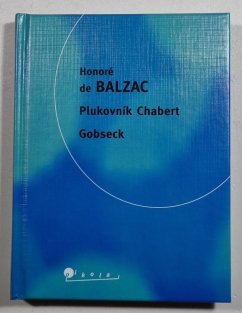 Honoré
de BALZAC
Plukovník Chabert
Gobseck